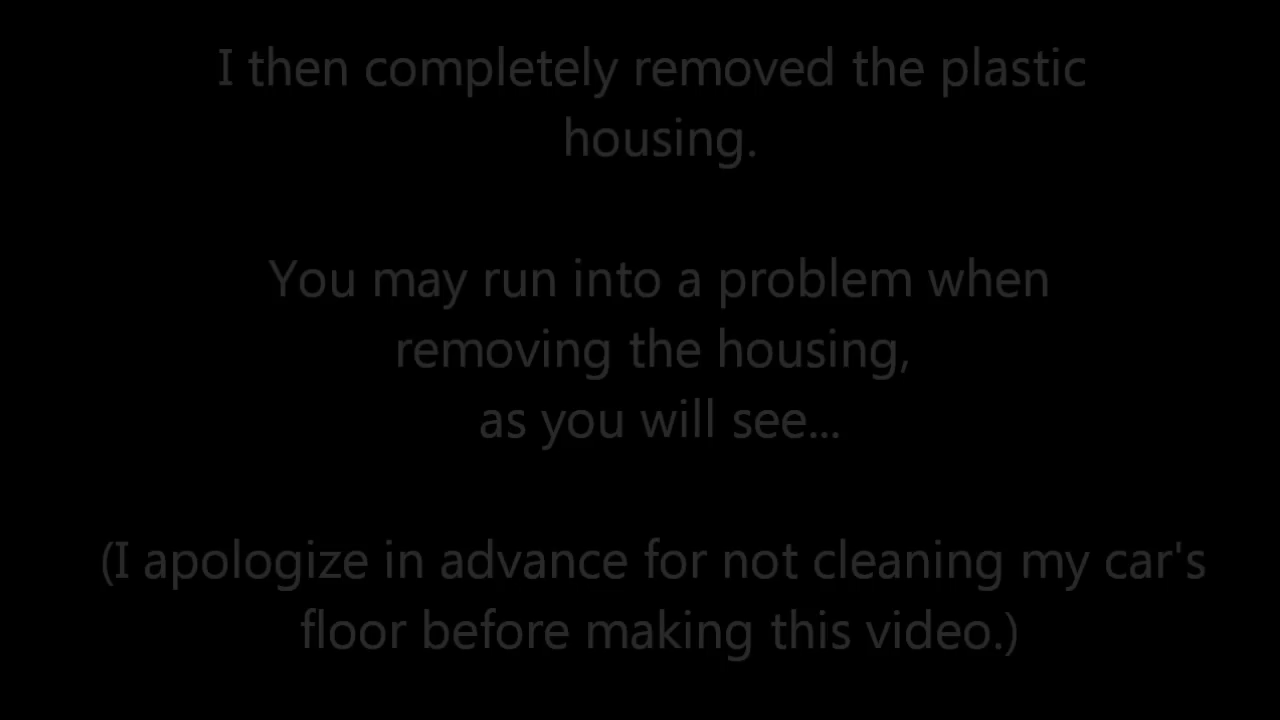 I then completely removed the plastic
housing.
You may run into a problem when
removing the housing,
as you will see...
(I apologize in advance for not cleaning my car's
floor before making this video.)